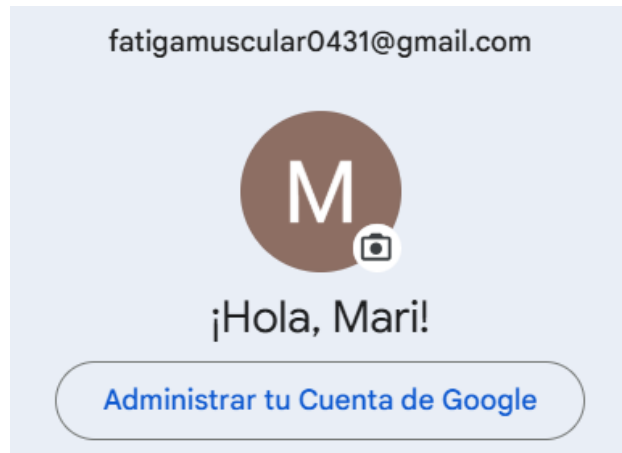 fatigamuscular0431@gmail.com
M
¡Hola, Mari!
Administrar tu Cuenta de Google